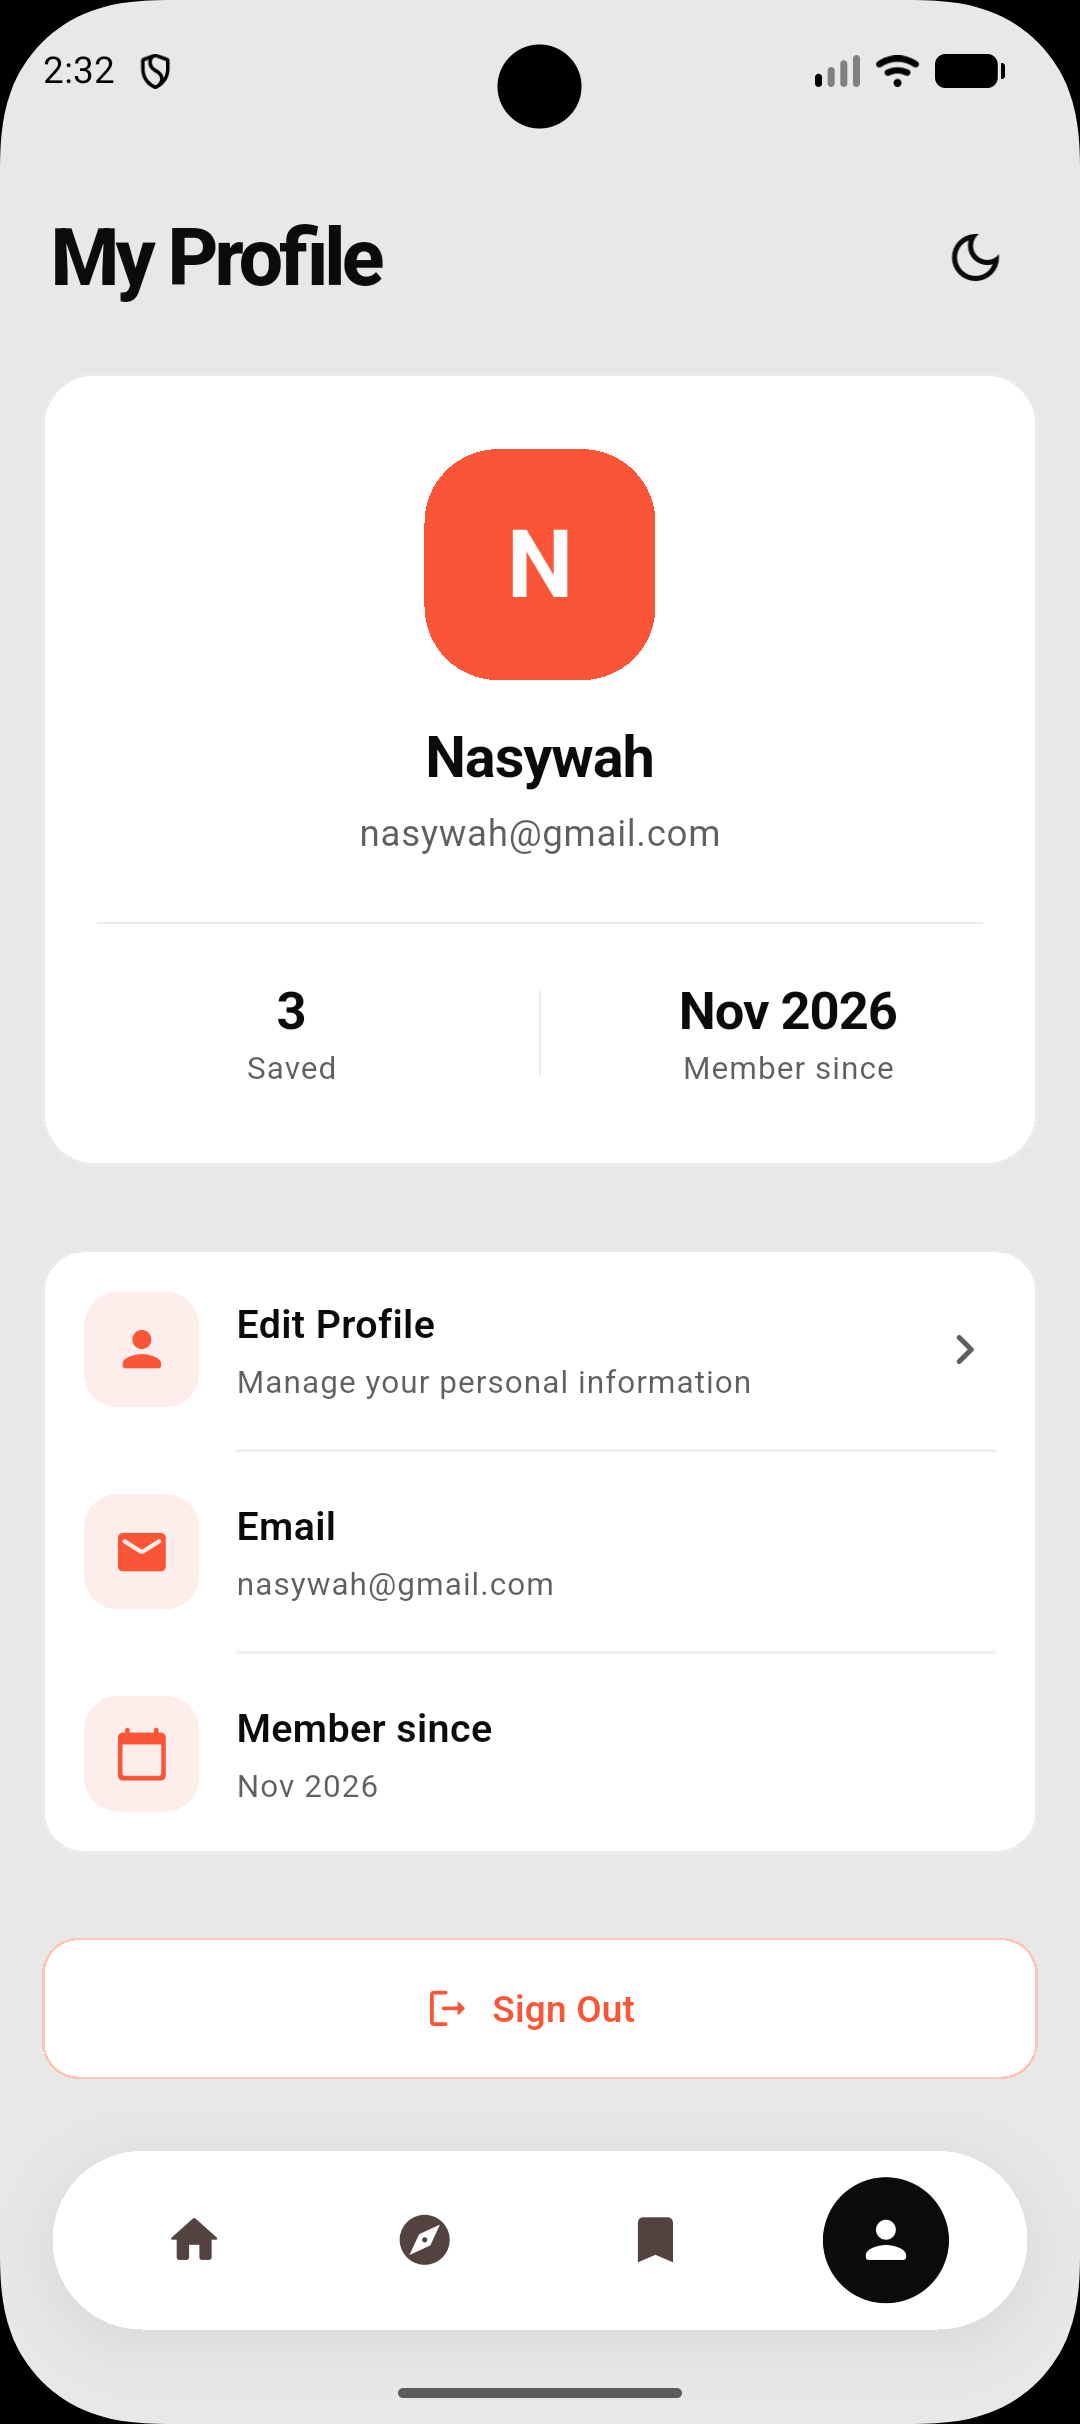 2:32
My Profile
N
Nasywah
nasywah@gmail.com
3
Saved
Nov 2026
Member since
Edit Profile
Manage your personal information
Email
nasywah@gmail.com
Member since
Nov 2026
Sign Out